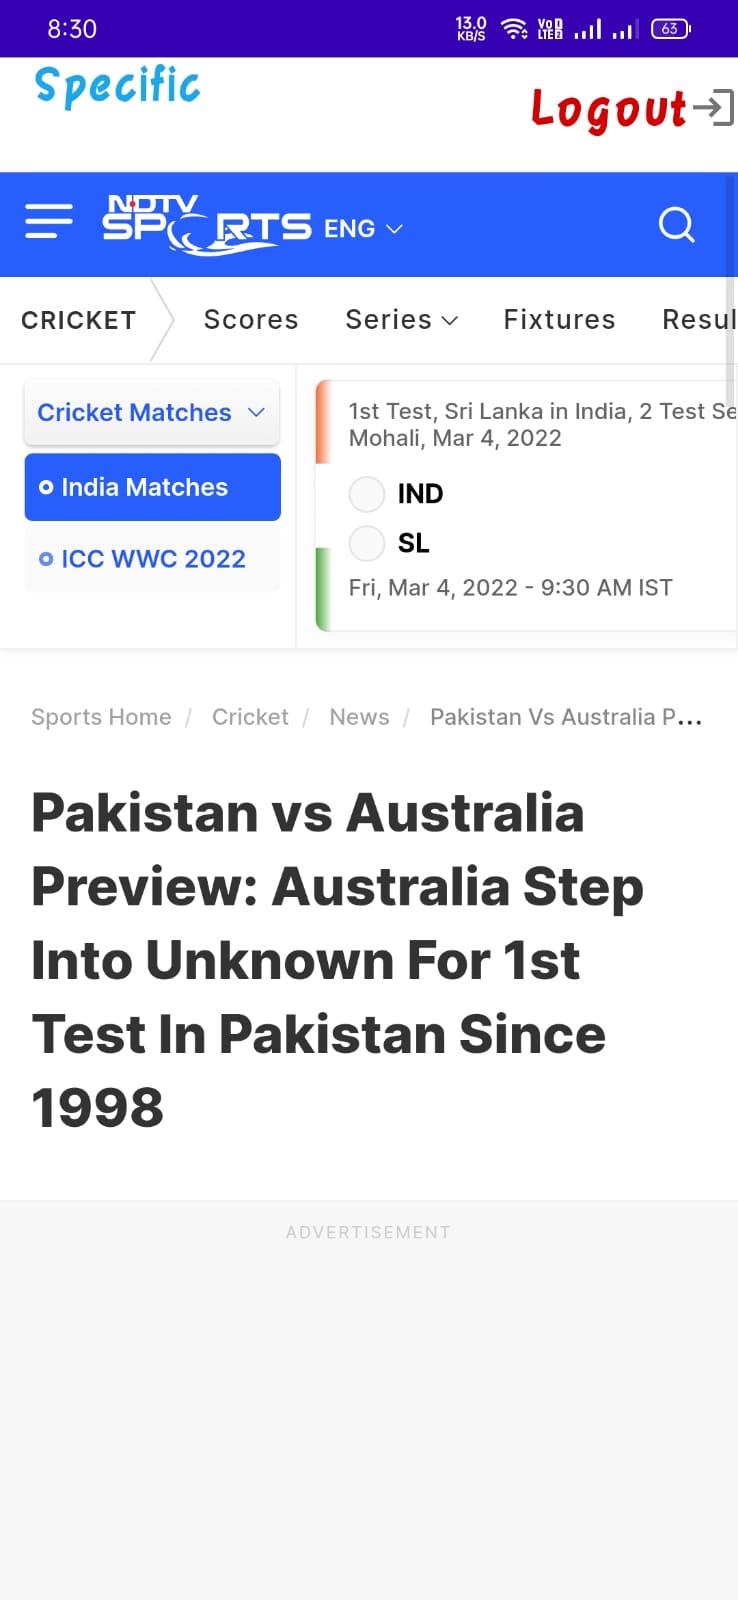 8:30
13.0
KB/S
VoD
LTE2
63
Specific
Logout
NDTV
SPORTS
ENG
CRICKET
Scores
Series
Fixtures
Resul
Cricket Matches
India Matches
ICC WWC 2022
1st Test, Sri Lanka in India, 2 Test Se
Mohali, Mar 4, 2022
IND
SL
Fri, Mar 4, 2022 - 9:30 AM IST
Sports Home / Cricket / News / Pakistan Vs Australia P...
Pakistan vs Australia
Preview: Australia Step
Into Unknown For 1st
Test In Pakistan Since
1998
ADVERTISEMENT